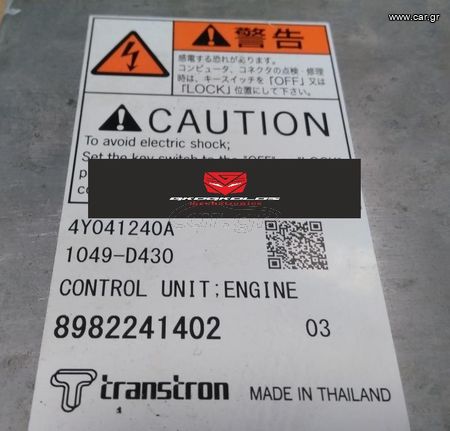 © www.car.gr
警告
感電する恐れがあります。
コンピュータ、コネクタの点検・修理
時は、キースイッチを「OFF」又は
「LOCK」位置にして下さい。
CAUTION
To avoid electric shock;
Set the key switch to the "OFF" "LOCK"
AKOAKOLOS
Mechatronics
4Y041240A
1049-D430
CONTROL UNIT;ENGINE
8982241402 03
transtron MADE IN THAILAND